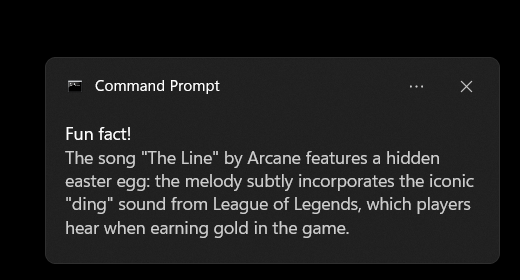 Command Prompt
Fun fact!
The song "The Line" by Arcane features a hidden
easter egg: the melody subtly incorporates the iconic
"ding" sound from League of Legends, which players
hear when earning gold in the game.